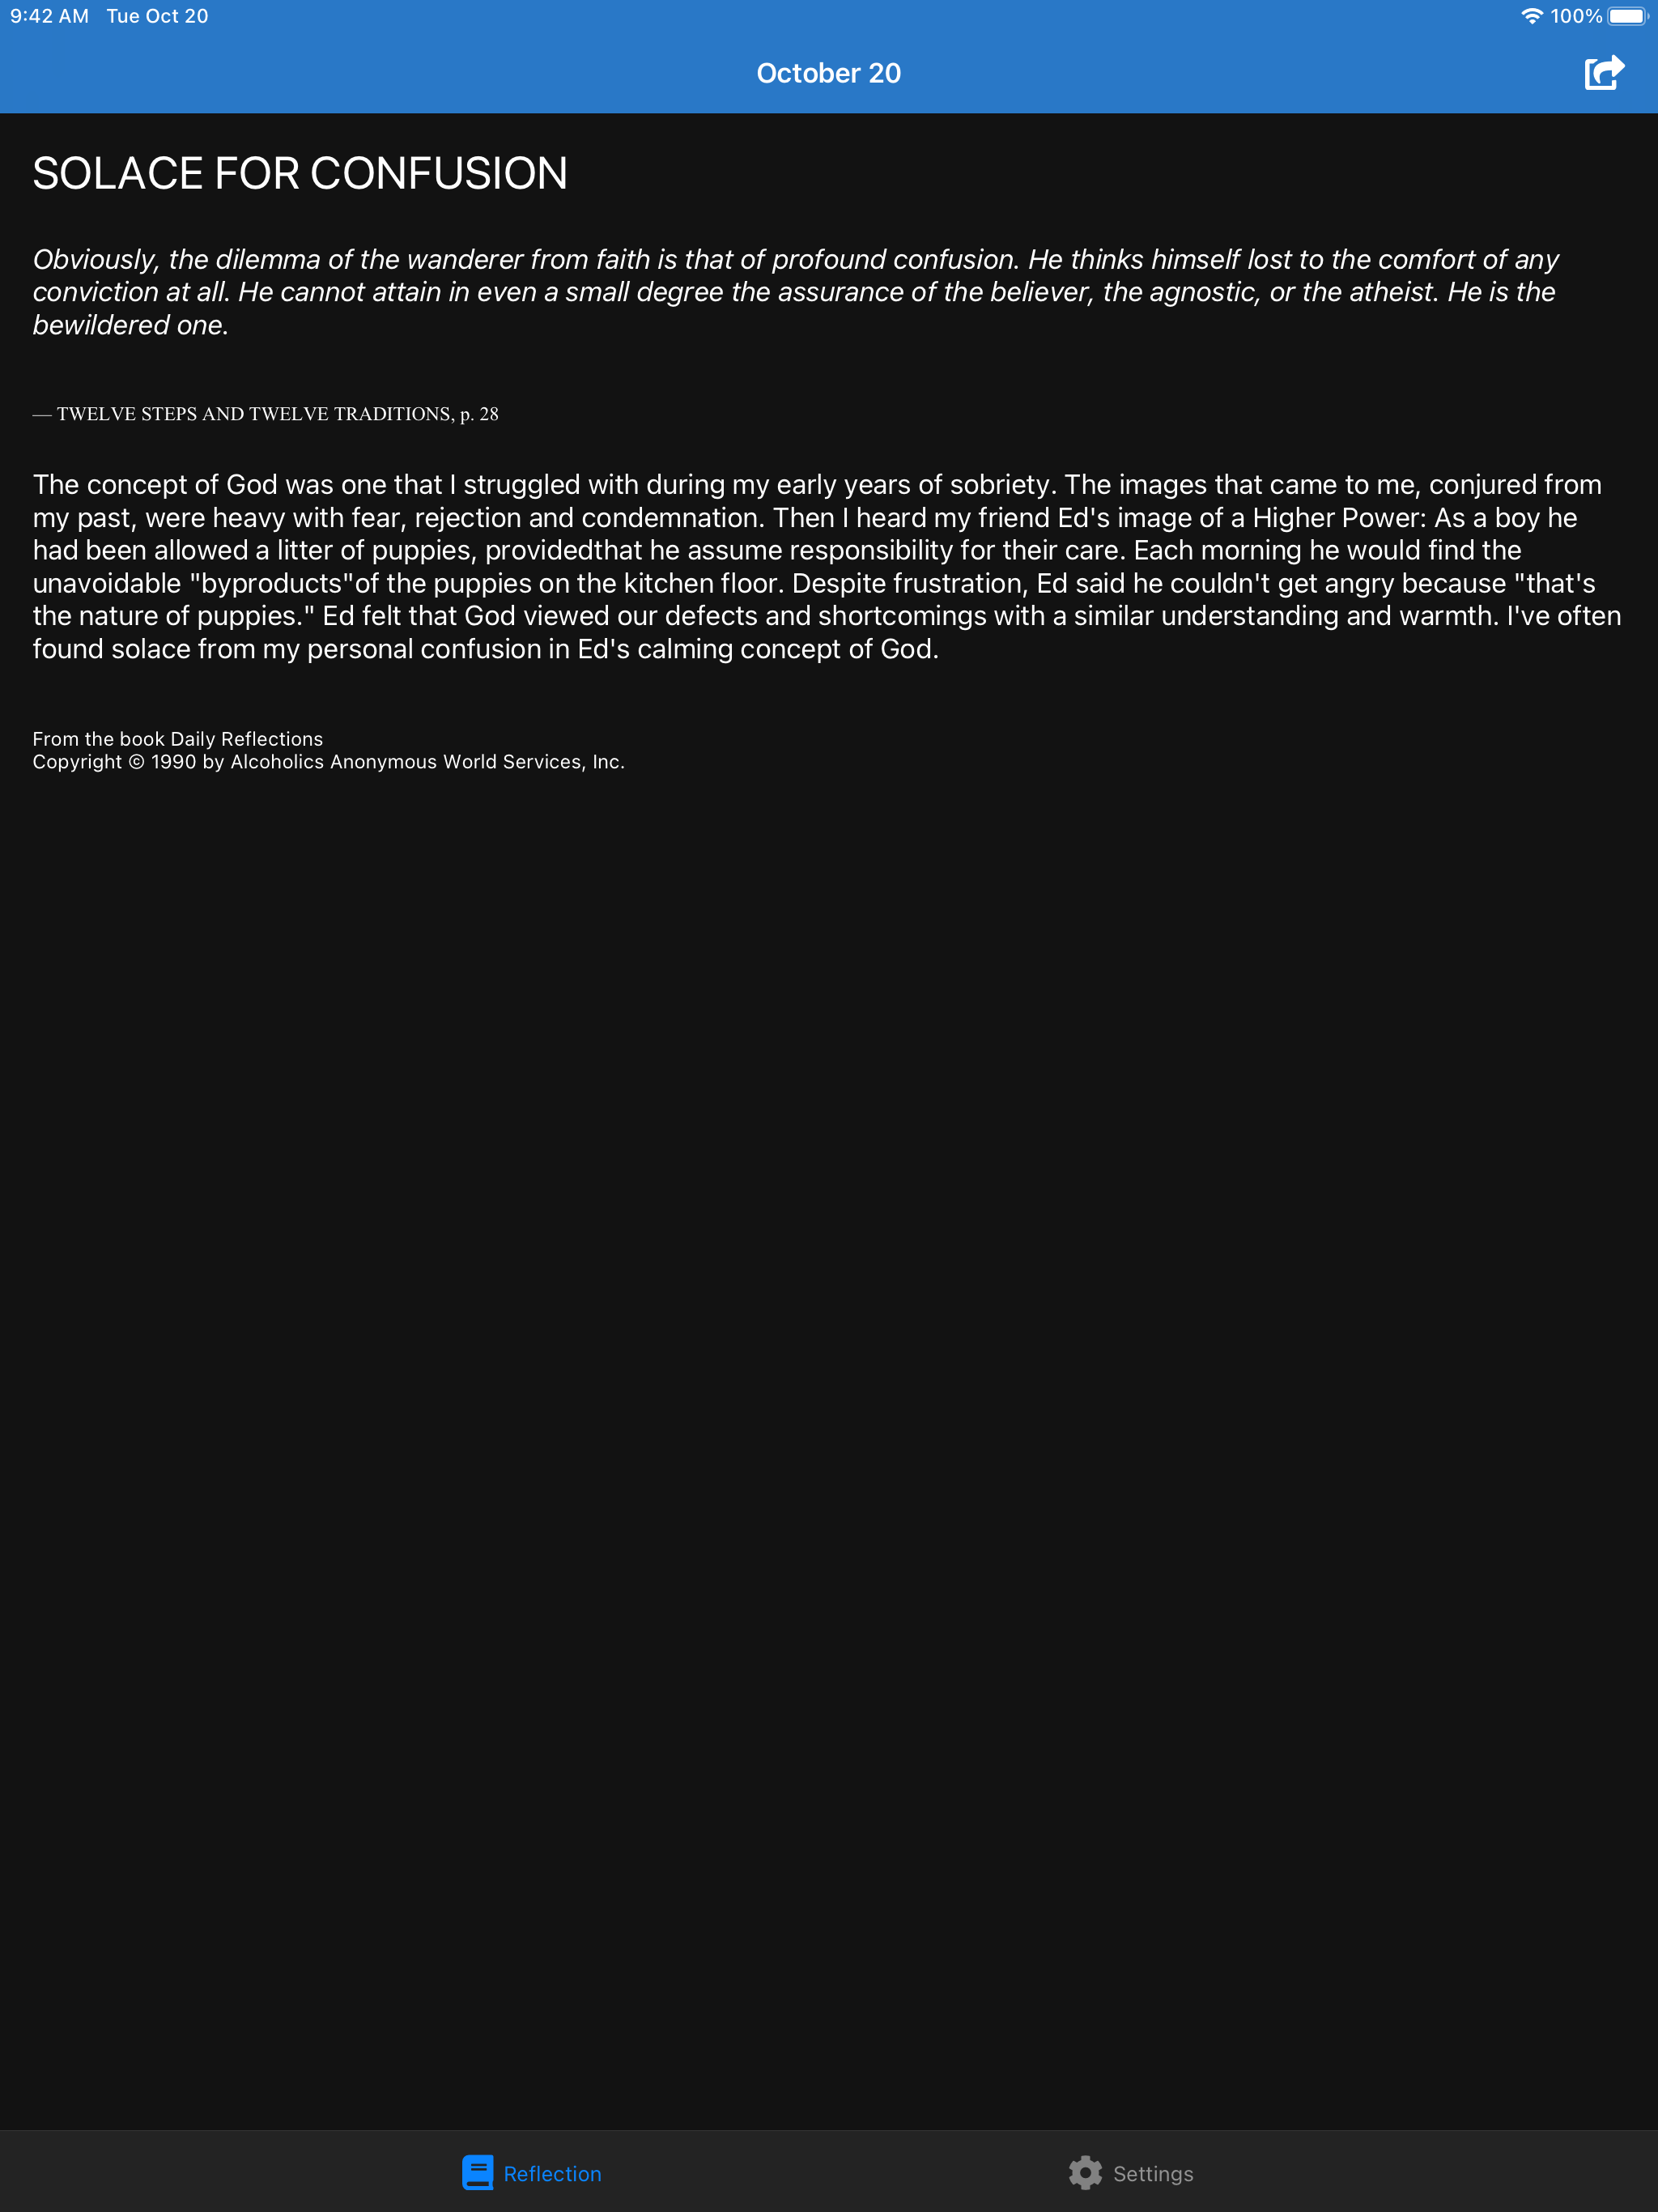 9:42 AM Tue Oct 20
100%
October 20
SOLACE FOR CONFUSION
Obviously, the dilemma of the wanderer from faith is that of profound confusion. He thinks himself lost to the comfort of any
conviction at all. He cannot attain in even a small degree the assurance of the believer, the agnostic, or the atheist. He is the
bewildered one.
— TWELVE STEPS AND TWELVE TRADITIONS, p. 28
The concept of God was one that I struggled with during my early years of sobriety. The images that came to me, conjured from
my past, were heavy with fear, rejection and condemnation. Then I heard my friend Ed's image of a Higher Power: As a boy he
had been allowed a litter of puppies, providedthat he assume responsibility for their care. Each morning he would find the
unavoidable "byproducts"of the puppies on the kitchen floor. Despite frustration, Ed said he couldn't get angry because "that's
the nature of puppies." Ed felt that God viewed our defects and shortcomings with a similar understanding and warmth. I've often
found solace from my personal confusion in Ed's calming concept of God.
From the book Daily Reflections
Copyright © 1990 by Alcoholics Anonymous World Services, Inc.
Reflection
Settings